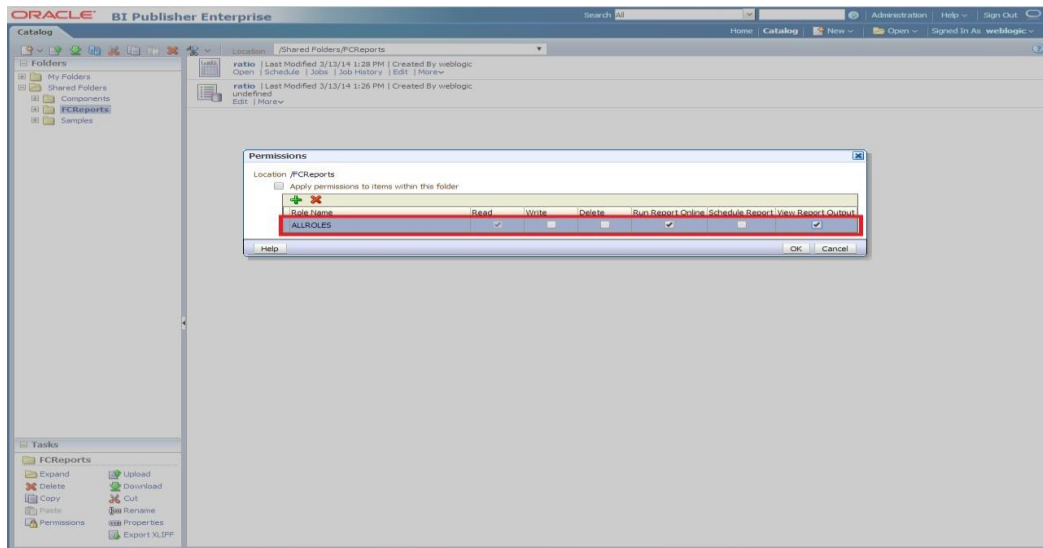 ORACLE BI Publisher Enterprise Search All Administration Help Sign Out
Catalog Home Catalog New Open Signed In As weblogic
Location /Shared Folders/FCReports
Folders
My Folders
Shared Folders
Components
FCReports
Samples
ratio | Last Modified 3/13/14 1:28 PM | Created By weblogic
Open | Schedule | Jobs | Job History | Edit | More
ratio | Last Modified 3/13/14 1:26 PM | Created By weblogic
undefined
Edit | More
Permissions
Location /FCReports
Apply permissions to items within this folder
Role Name Read Write Delete Run Report Online Schedule Report View Report Output
ALLROLES
Help OK Cancel
Tasks
FCReports
Expand Upload
Delete Download
Copy Cut
Paste Rename
Permissions Properties
Export XLIFF